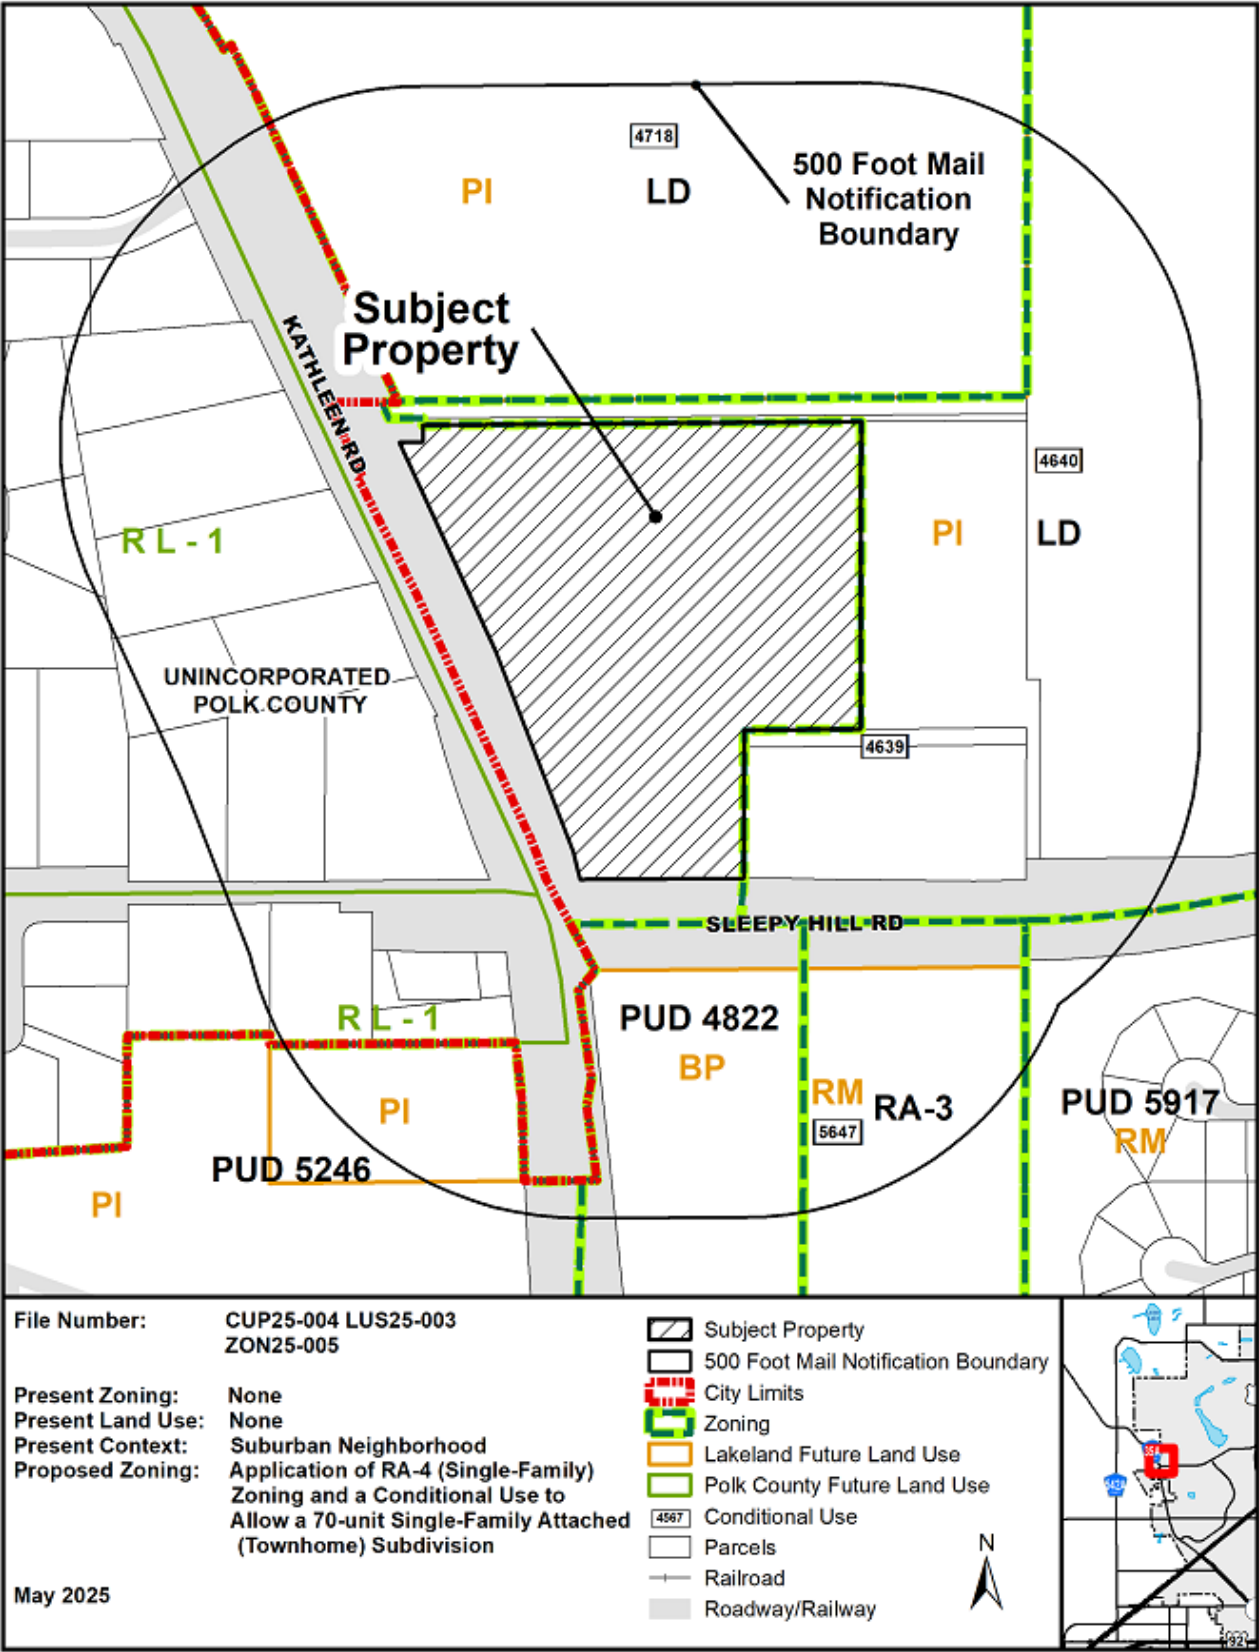 4718
PI
LD
500 Foot Mail
Notification
Boundary
Subject
Property
KATHLEEN RD
4640
PI
LD
RL-1
UNINCORPORATED
POLK COUNTY
4639
SLEEPY HILL RD
RL-1
PUD 4822
BP
RM
RA-3
5647
PUD 5917
RM
PI
PUD 5246
PI
File Number: CUP25-004 LUS25-003
ZON25-005
Present Zoning: None
Present Land Use: None
Present Context: Suburban Neighborhood
Proposed Zoning: Application of RA-4 (Single-Family)
Zoning and a Conditional Use to
Allow a 70-unit Single-Family Attached
(Townhome) Subdivision
May 2025
Subject Property
500 Foot Mail Notification Boundary
City Limits
Zoning
Lakeland Future Land Use
Polk County Future Land Use
4567 Conditional Use
Parcels
Railroad
Roadway/Railway
N